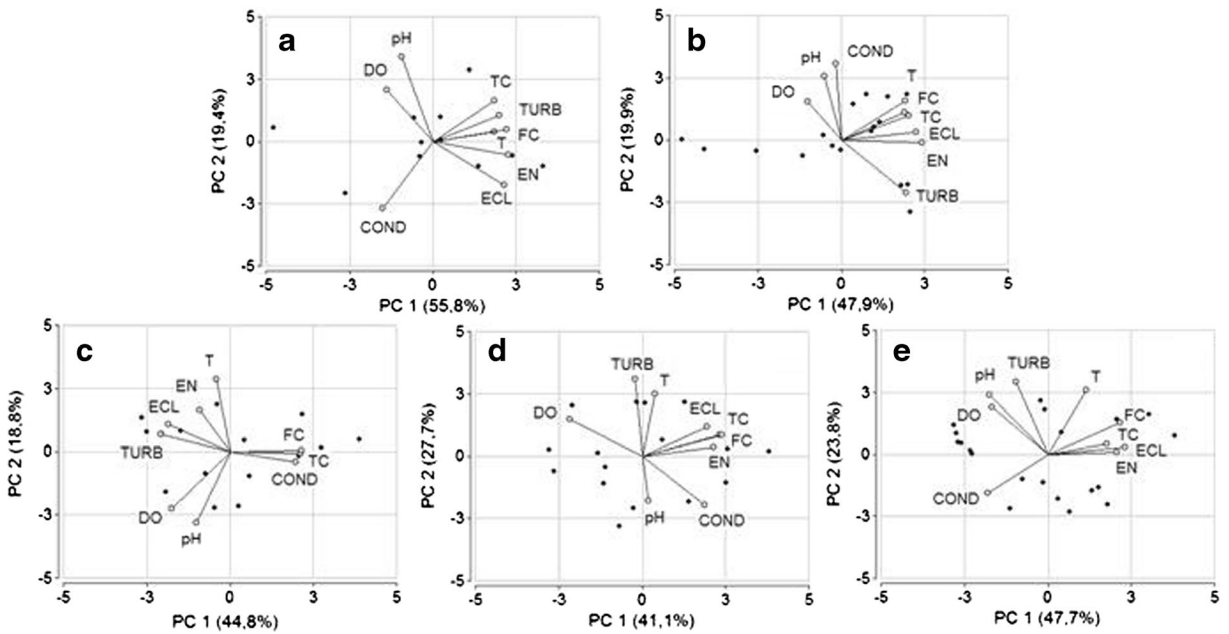 a
5
3
0
-3
-5
PC 2 (19,4%)
pH
DO
TC
TURB
FC
T
EN
ECL
COND
-5 -3 0 3 5
PC 1 (55,8%)
b
5
3
0
-3
-5
PC 2 (19,9%)
pH
COND
DO
T
FC
TC
ECL
EN
TURB
-5 -3 0 3 5
PC 1 (47,9%)
c
5
3
0
-3
-5
PC 2 (18,8%)
T
EN
ECL
TURB
FC
TC
COND
DO
pH
-5 -3 0 3 5
PC 1 (44,8%)
d
5
3
0
-3
-5
PC 2 (27,7%)
TURB
T
DO
ECL
TC
FC
EN
pH
COND
-5 -3 0 3 5
PC 1 (41,1%)
e
5
3
0
-3
-5
PC 2 (23,8%)
TURB
pH
T
DO
FC
TC
ECL
EN
COND
-5 -3 0 3 5
PC 1 (47,7%)